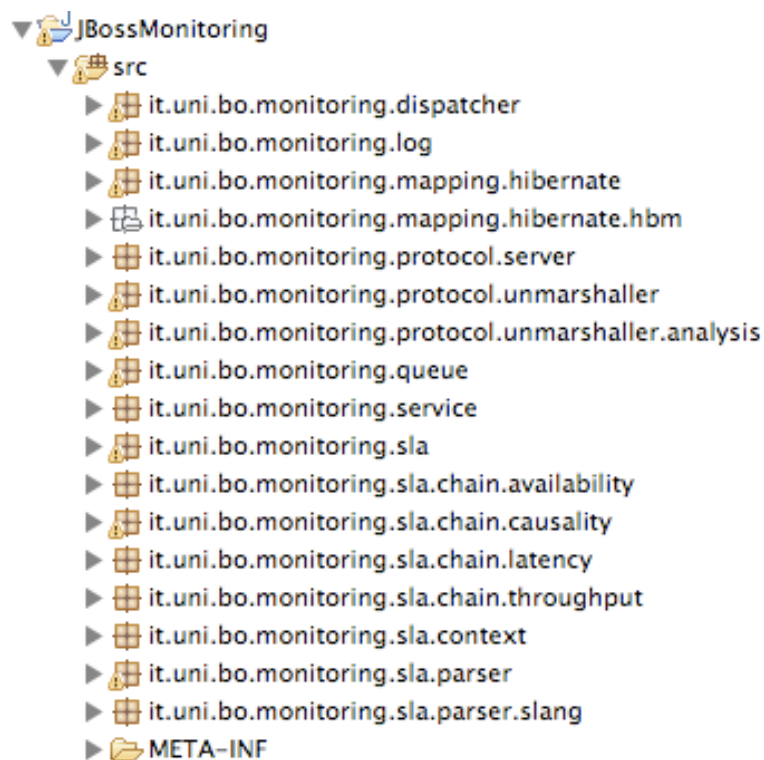 JBossMonitoring
src
it.uni.bo.monitoring.dispatcher
it.uni.bo.monitoring.log
it.uni.bo.monitoring.mapping.hibernate
it.uni.bo.monitoring.mapping.hibernate.hbm
it.uni.bo.monitoring.protocol.server
it.uni.bo.monitoring.protocol.unmarshaller
it.uni.bo.monitoring.protocol.unmarshaller.analysis
it.uni.bo.monitoring.queue
it.uni.bo.monitoring.service
it.uni.bo.monitoring.sla
it.uni.bo.monitoring.sla.chain.availability
it.uni.bo.monitoring.sla.chain.causality
it.uni.bo.monitoring.sla.chain.latency
it.uni.bo.monitoring.sla.chain.throughput
it.uni.bo.monitoring.sla.context
it.uni.bo.monitoring.sla.parser
it.uni.bo.monitoring.sla.parser.slang
META-INF